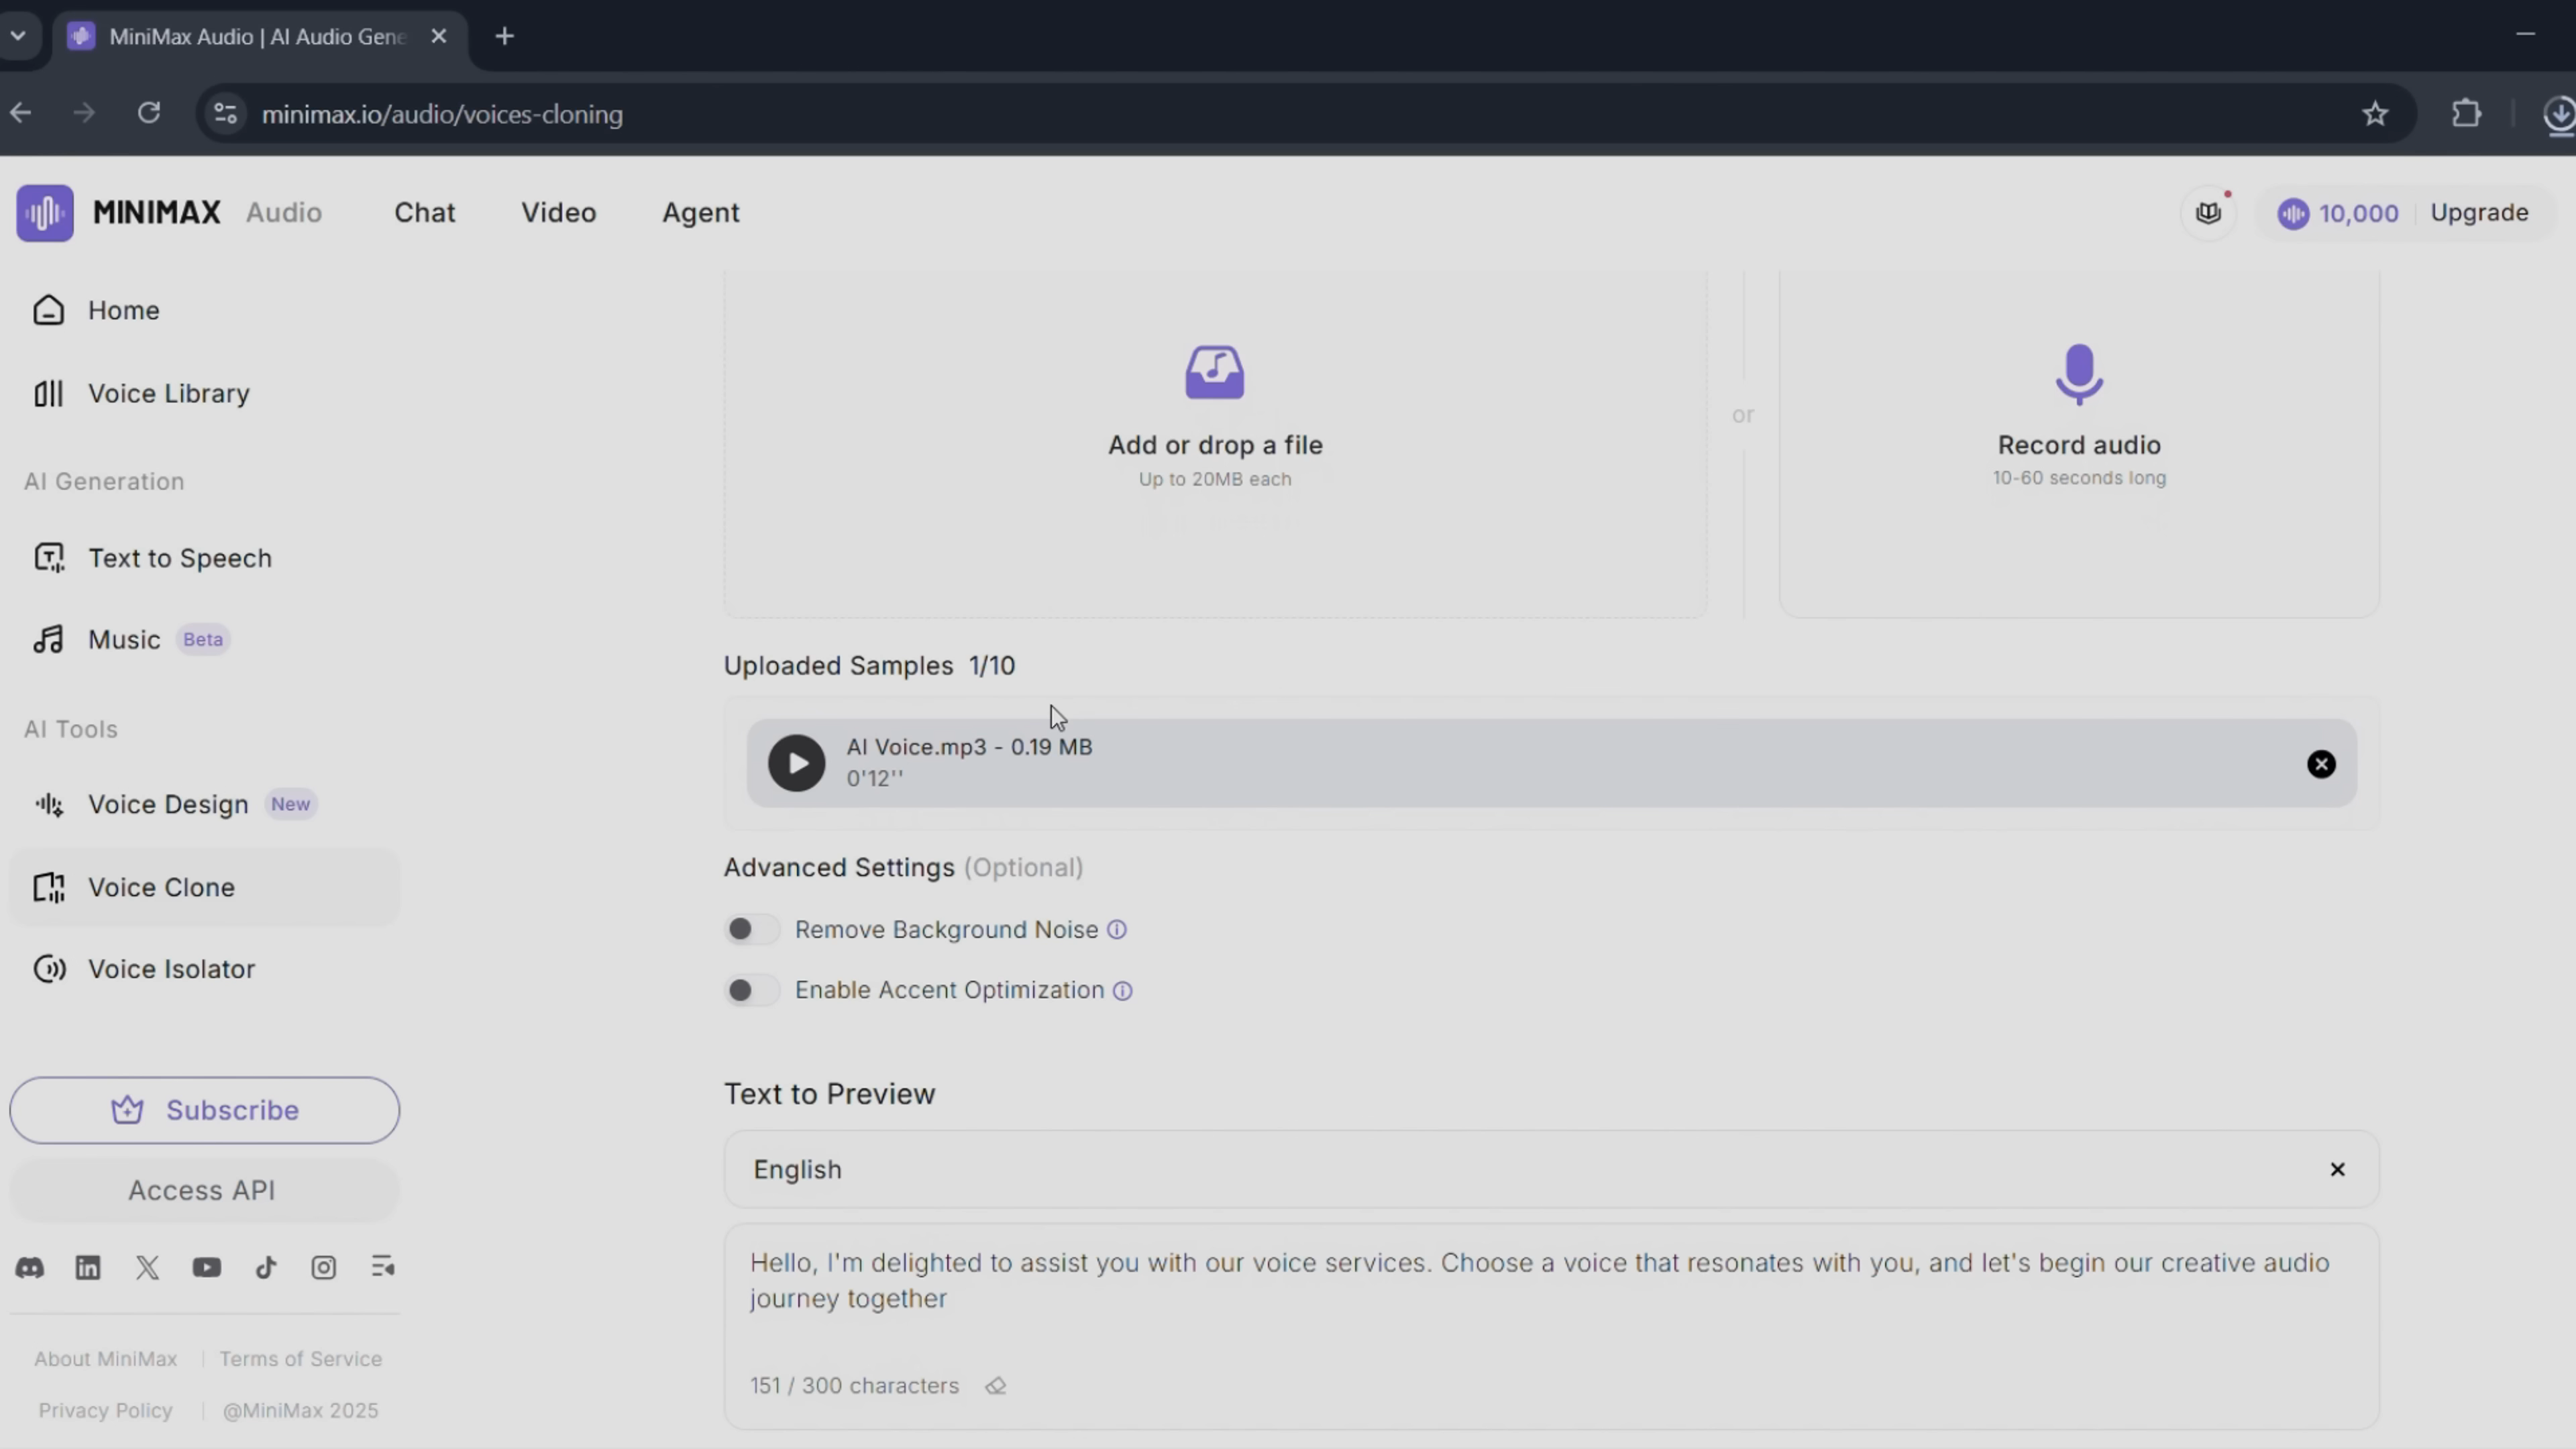 MiniMax Audio | AI Audio Gene
minimax.io/audio/voices-cloning
MINIMAX Audio Chat Video Agent
10,000 Upgrade
Home
Voice Library
AI Generation
Text to Speech
Music Beta
AI Tools
Voice Design New
Voice Clone
Voice Isolator
Subscribe
Access API
About MiniMax | Terms of Service
Privacy Policy | @MiniMax 2025
Add or drop a file
Up to 20MB each
or
Record audio
10-60 seconds long
Uploaded Samples 1/10
AI Voice.mp3 - 0.19 MB
0'12''
Advanced Settings (Optional)
Remove Background Noise
Enable Accent Optimization
Text to Preview
English
Hello, I'm delighted to assist you with our voice services. Choose a voice that resonates with you, and let's begin our creative audio
journey together
151 / 300 characters